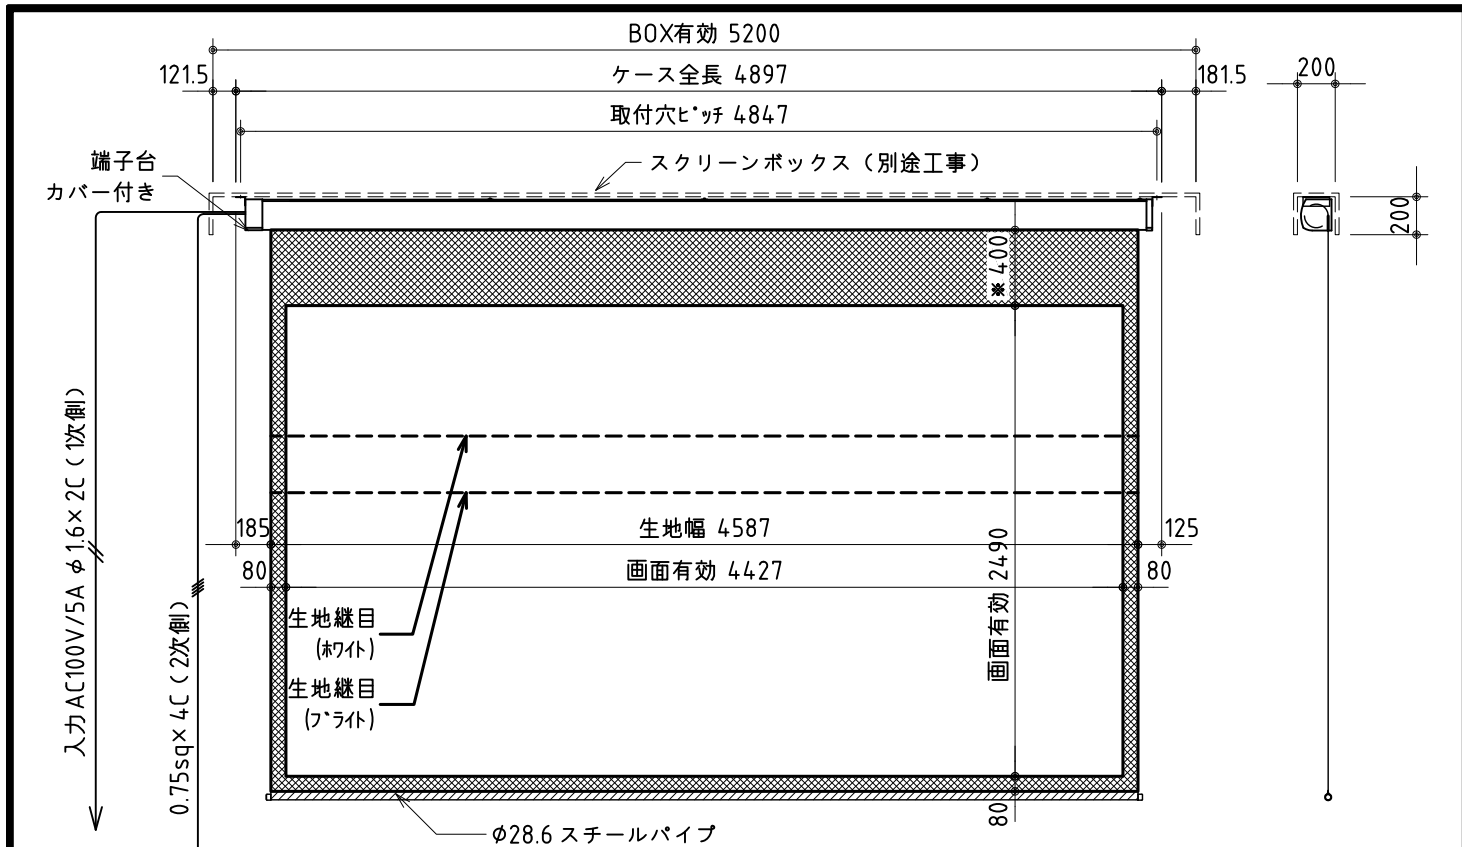 BOX有効 5200
121.5
ケース全長 4897
181.5
200
取付穴ピッチ 4847
端子台
カバー付き
スクリーンボックス（別途工事）
200
※ 400
入力AC100V/5A φ1.6×2C（1次側）
0.75sq×4C（2次側）
185
生地幅 4587
125
80
画面有効 4427
80
画面有効 2490
生地継目
(ホワイト)
生地継目
(ブライト)
80
φ28.6 スチールパイプ